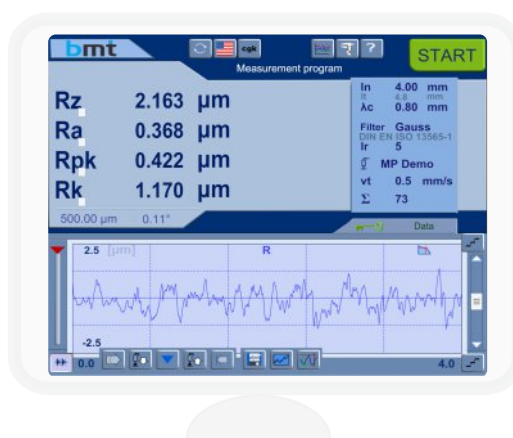 bmt
cgk
?
START
Measurement program
Rz 2.163 µm
Ra 0.368 µm
Rpk 0.422 µm
Rk 1.170 µm
ln 4.00 mm
lt 4.8 mm
λc 0.80 mm
Filter Gauss
DIN EN ISO 13565-1
lr 5
MP Demo
vt 0.5 mm/s
Σ 73
500.00 µm 0.11°
Data
2.5 [µm] R
-2.5
0.0 4.0